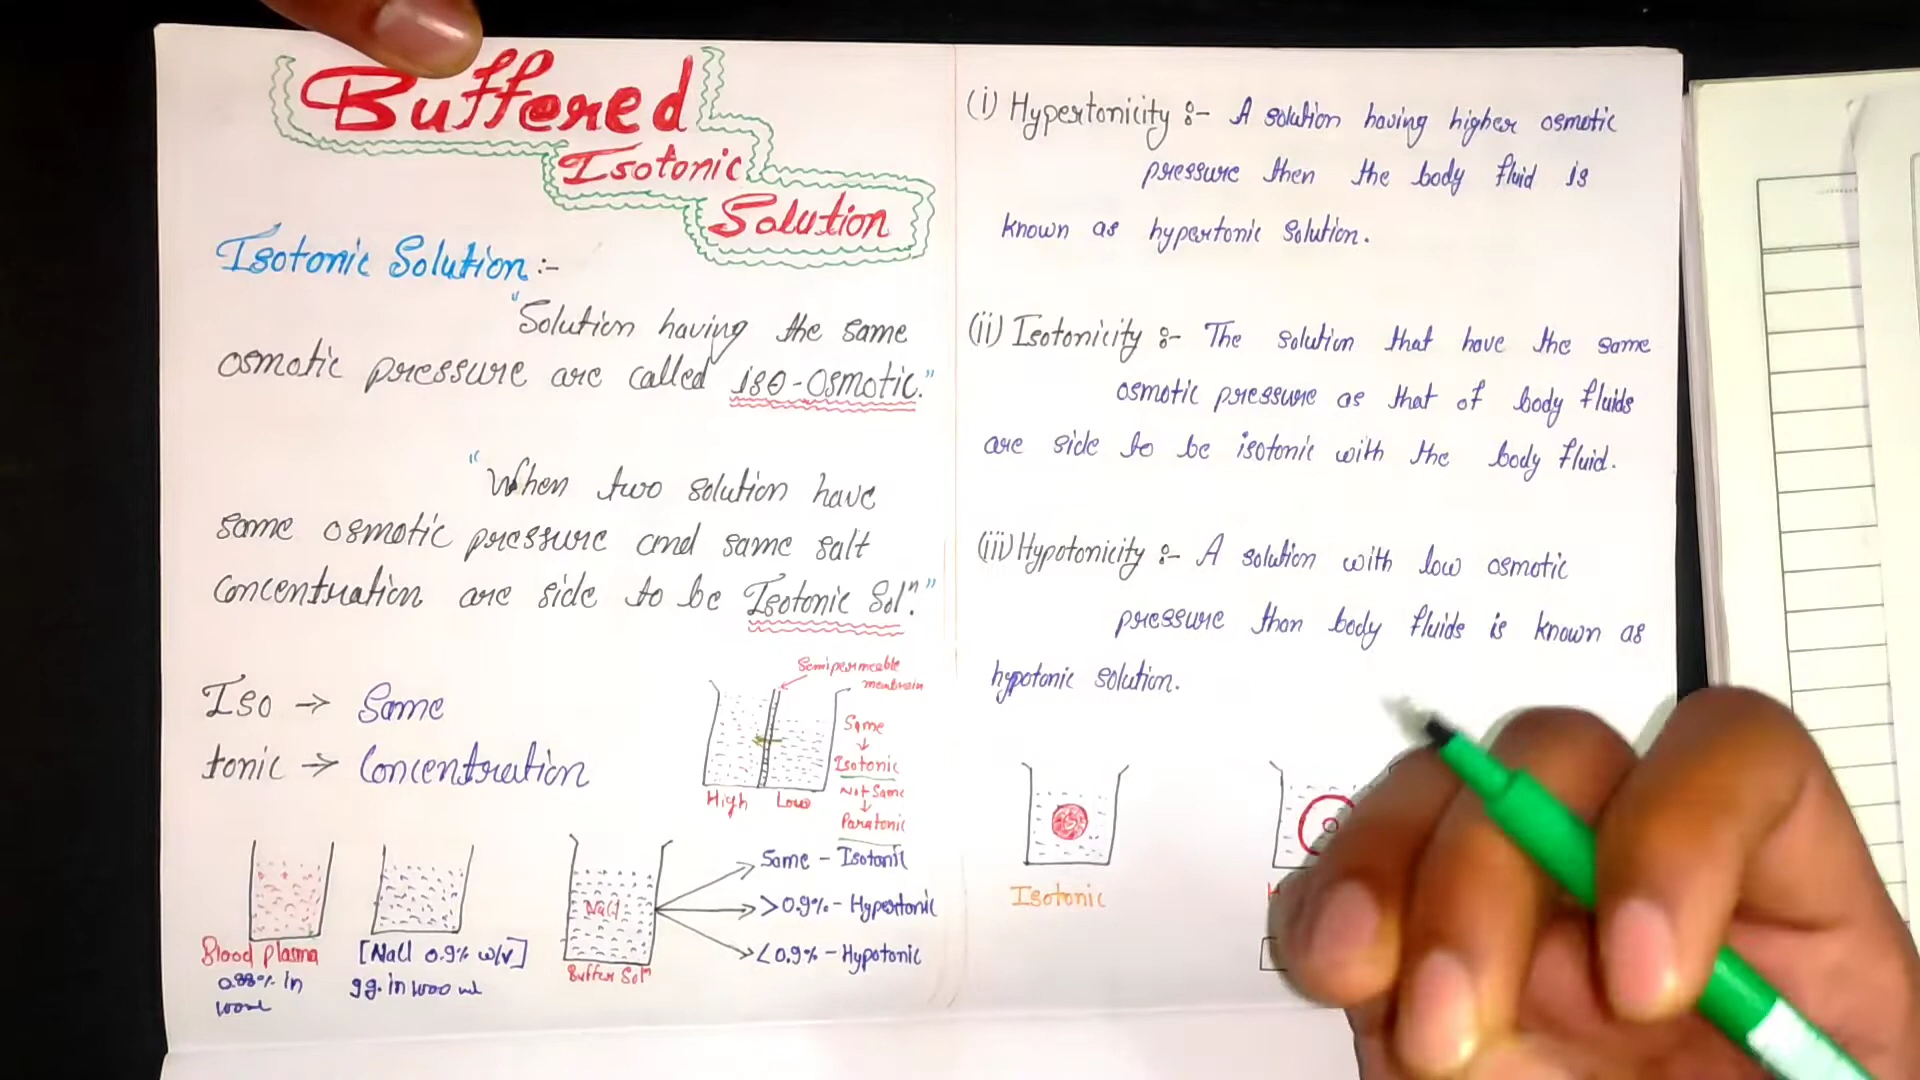 Buffered
Isotonic
Solution
Isotonic Solution :-
"Solution having the same
osmotic pressure are called iso-osmotic."
"When two solution have
same osmotic pressure and same salt
concentration are side to be Isotonic Solⁿ."
Iso → Same
tonic → Concentration
Semipermeable
membrain
Same
↓
Isotonic
Not Same
↓
Paratonic
High Low
Blood plasma
0.88% in
100ml
[Nacl 0.9% w/v]
9g. in 1000 ml
Nacl
Buffer Solⁿ
Same - Isotonic
>0.9% - Hypertonic
<0.9% - Hypotonic
(i) Hypertonicity :- A solution having higher osmotic
pressure then the body fluid is
known as hypertonic solution.
(ii) Isotonicity :- The solution that have the same
osmotic pressure as that of body fluids
are side to be isotonic with the body fluid.
(iii) Hypotonicity :- A solution with low osmotic
pressure than body fluids is known as
hypotonic solution.
Isotonic